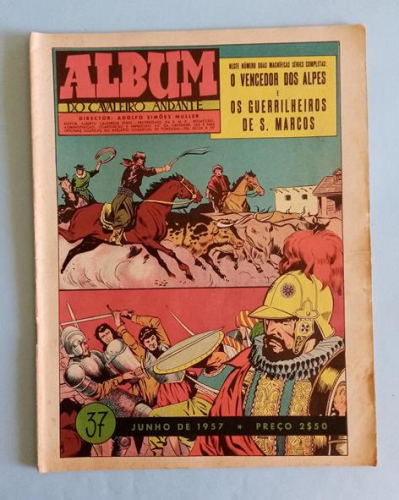 ALBUM
DO CAVALEIRO ANDANTE
DIRECTOR: ADOLFO SIMÕES MULLER
NESTE NÚMERO DUAS MAGNÍFICAS SÉRIES COMPLETAS:
O VENCEDOR DOS ALPES
E
OS GUERRILHEIROS
DE S. MARCOS
37
JUNHO DE 1957 * PREÇO 2$50